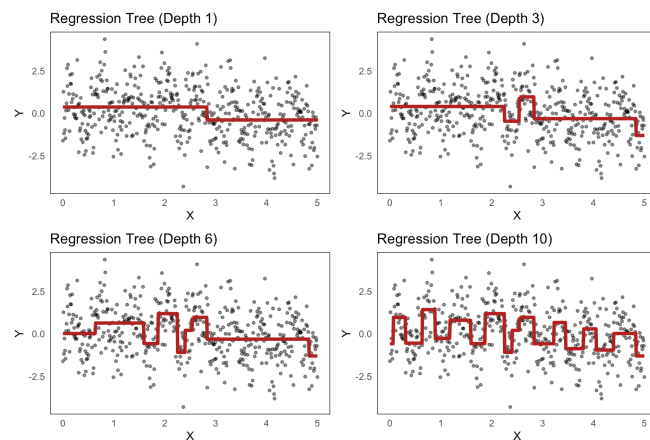 Regression Tree (Depth 1)
2.5
0.0
-2.5
Y
0 1 2 3 4 5
X
Regression Tree (Depth 3)
2.5
0.0
-2.5
Y
0 1 2 3 4 5
X
Regression Tree (Depth 6)
2.5
0.0
-2.5
Y
0 1 2 3 4 5
X
Regression Tree (Depth 10)
2.5
0.0
-2.5
Y
0 1 2 3 4 5
X